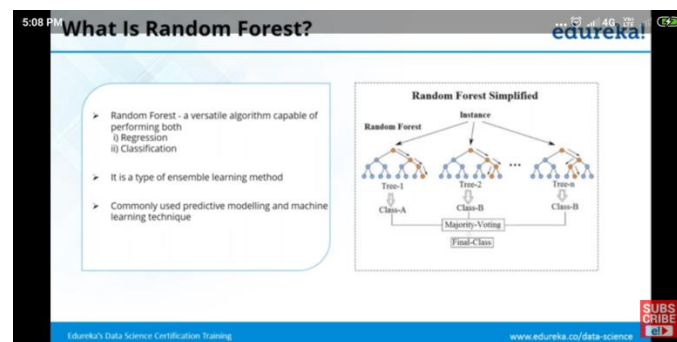 5:08 PM
What Is Random Forest?
4G
edureka!
Random Forest - a versatile algorithm capable of
performing both
i) Regression
ii) Classification
It is a type of ensemble learning method
Commonly used predictive modelling and machine
learning technique
Random Forest Simplified
Instance
Random Forest
Tree-1
Tree-2
...
Tree-n
Class-A
Class-B
Class-B
Majority-Voting
Final-Class
SUBS
CRIBE
e!
Edureka's Data Science Certification Training
www.edureka.co/data-science